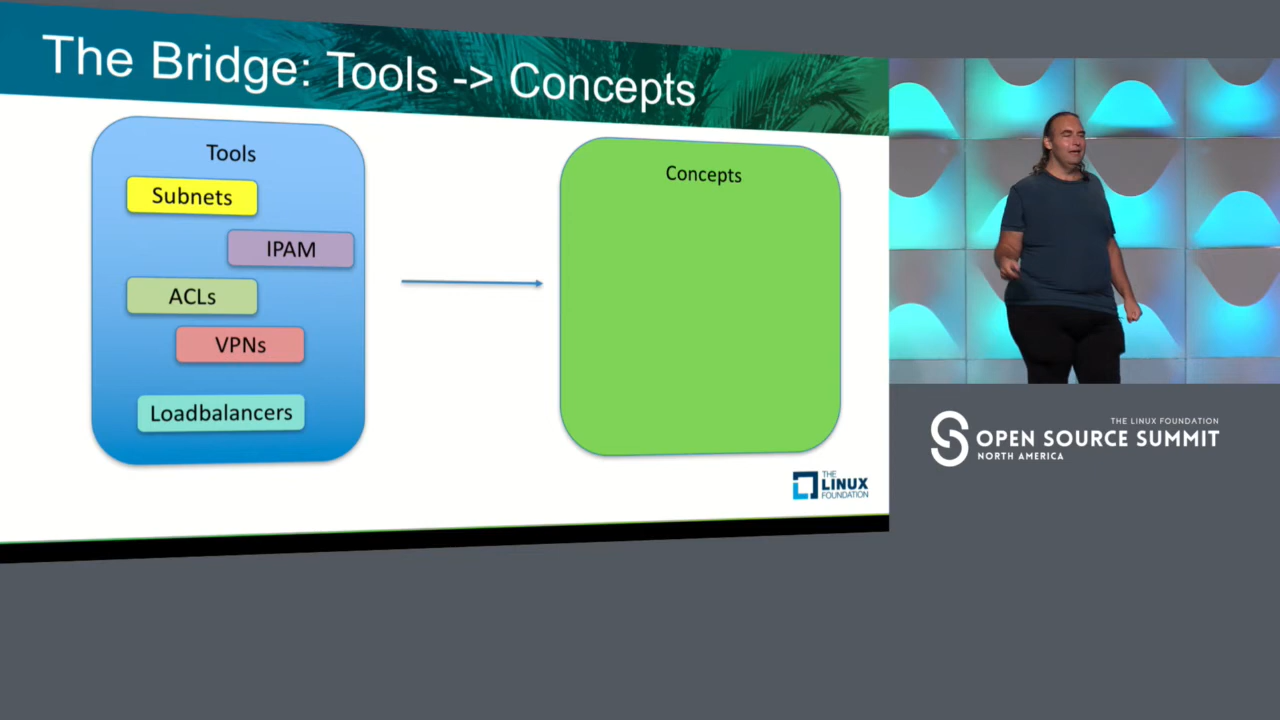 The Bridge: Tools -> Concepts
Tools
Subnets
IPAM
ACLs
VPNs
Loadbalancers
Concepts
THE
LINUX
FOUNDATION
THE LINUX FOUNDATION
OPEN SOURCE SUMMIT
NORTH AMERICA